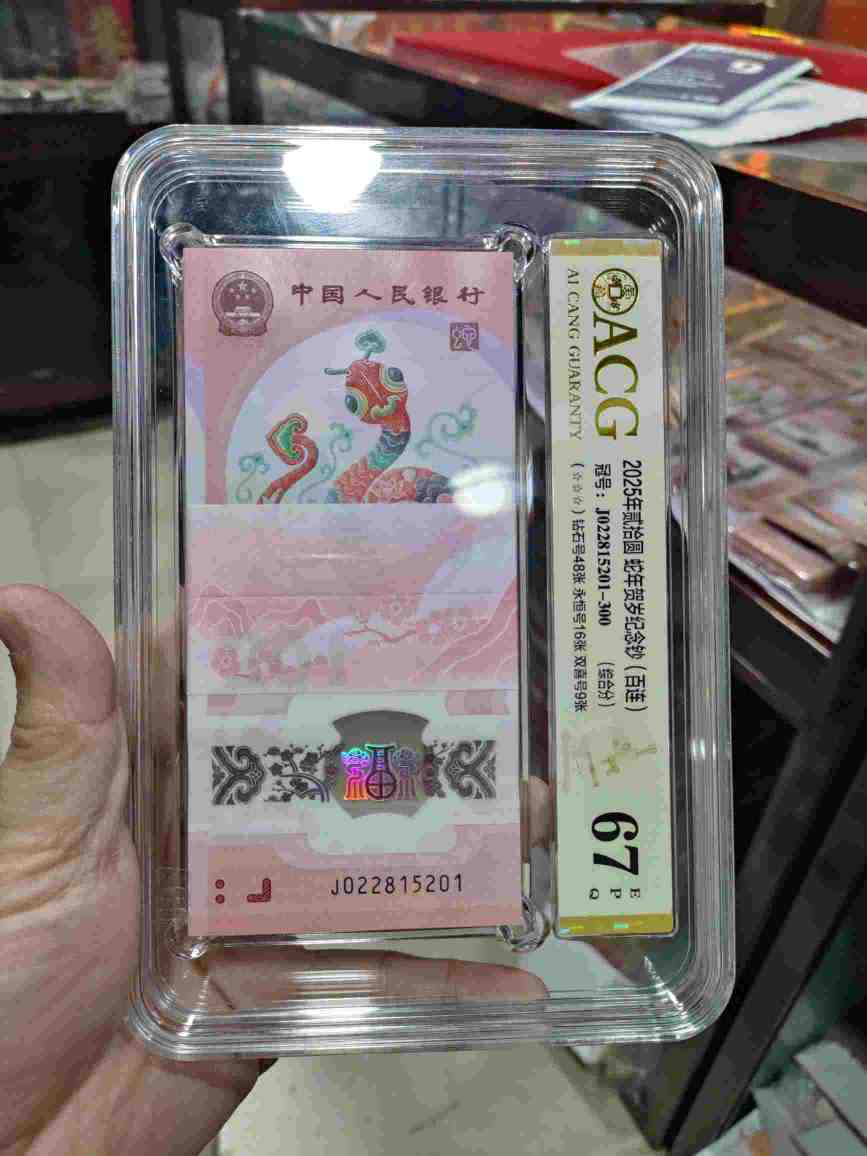 中国人民银行
J022815201
ACG
AI CANG GUARANTY
2025年贰拾圆 蛇年贺岁纪念钞（百连）
冠号：J022815201-300 （综合分）
（☆☆☆）钻石号48张 永恒号16张 双喜号9张
67
E
P
Q